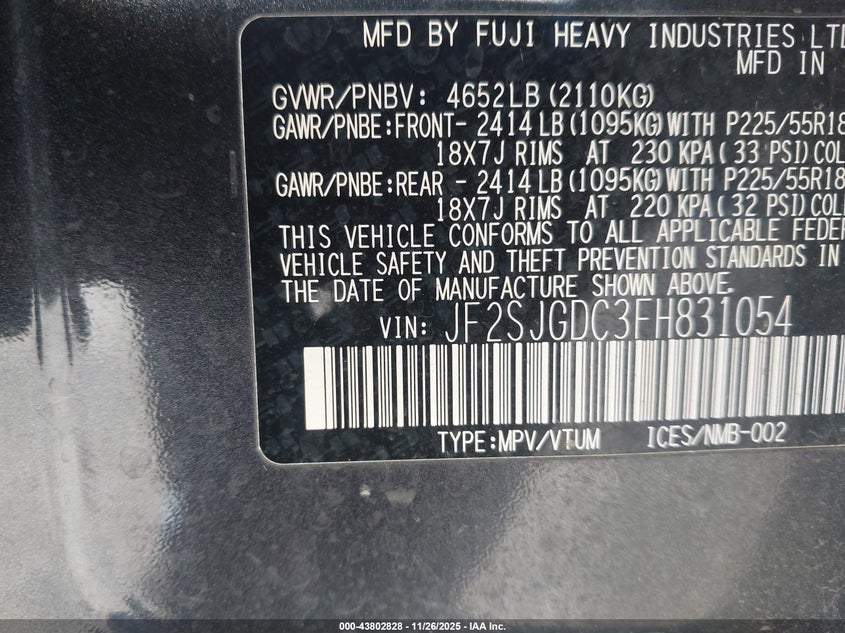 MFD BY FUJI HEAVY INDUSTRIES LTD
MFD IN
GVWR/PNBV: 4652LB (2110KG)
GAWR/PNBE:FRONT- 2414 LB (1095KG) WITH P225/55R18
18X7J RIMS AT 230 KPA ( 33 PSI) COL
GAWR/PNBE:REAR - 2414 LB (1095KG) WITH P225/55R18
18X7J RIMS AT 220 KPA ( 32 PSI) COL
THIS VEHICLE CONFORMS TO ALL APPLICABLE FEDER
VEHICLE SAFETY AND THEFT PREVENTION STANDARDS IN
THE DATE OF MANUFACTURE SHOWN ABOVE.
VIN: JF2SJGDC3FH831054
TYPE:MPV/VTUM ICES/NMB-002
000-43802828 - 11/26/2025 - IAA Inc.